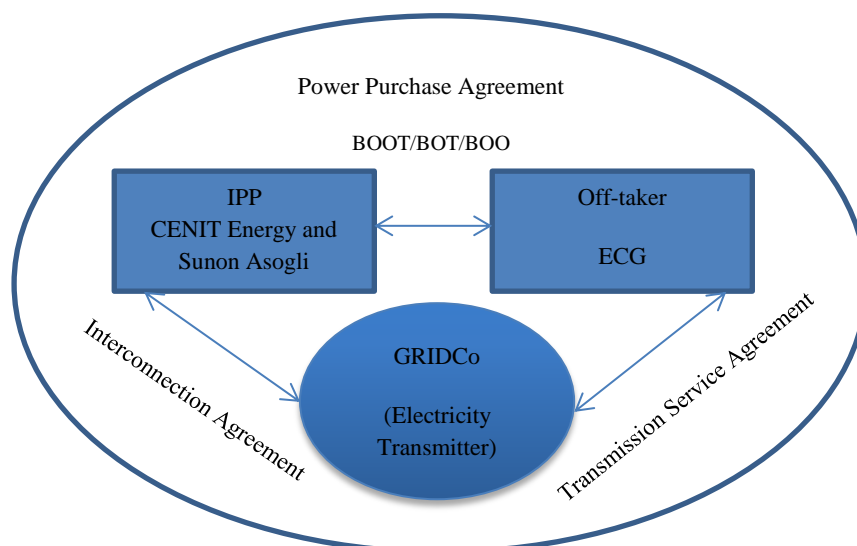 Power Purchase Agreement
BOOT/BOT/BOO
IPP
CENIT Energy and
Sunon Asogli
Off-taker
ECG
Interconnection Agreement
GRIDCo
(Electricity
Transmitter)
Transmission Service Agreement